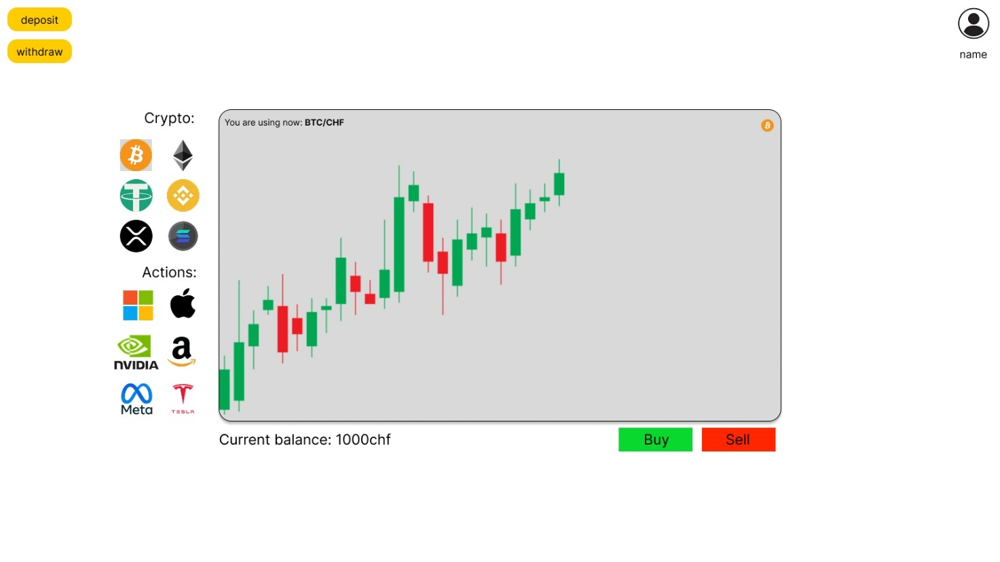 deposit
withdraw
name
Crypto:
You are using now: BTC/CHF
Actions:
NVIDIA
a
Meta
TESLA
Current balance: 1000chf
Buy
Sell